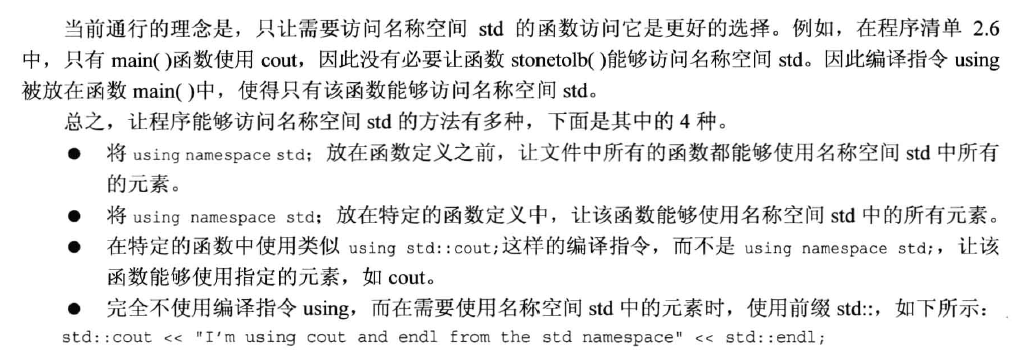 当前通行的理念是，只让需要访问名称空间 std 的函数访问它是更好的选择。例如，在程序清单 2.6
中，只有 main( )函数使用 cout，因此没有必要让函数 stonetolb( )能够访问名称空间 std。因此编译指令 using
被放在函数 main( )中，使得只有该函数能够访问名称空间 std。
总之，让程序能够访问名称空间 std 的方法有多种，下面是其中的 4 种。
● 将 using namespace std；放在函数定义之前，让文件中所有的函数都能够使用名称空间 std 中所有
的元素。
● 将 using namespace std；放在特定的函数定义中，让该函数能够使用名称空间 std 中的所有元素。
● 在特定的函数中使用类似 using std::cout;这样的编译指令，而不是 using namespace std;，让该
函数能够使用指定的元素，如 cout。
● 完全不使用编译指令 using，而在需要使用名称空间 std 中的元素时，使用前缀 std::，如下所示：
std::cout << "I'm using cout and endl from the std namespace" << std::endl;